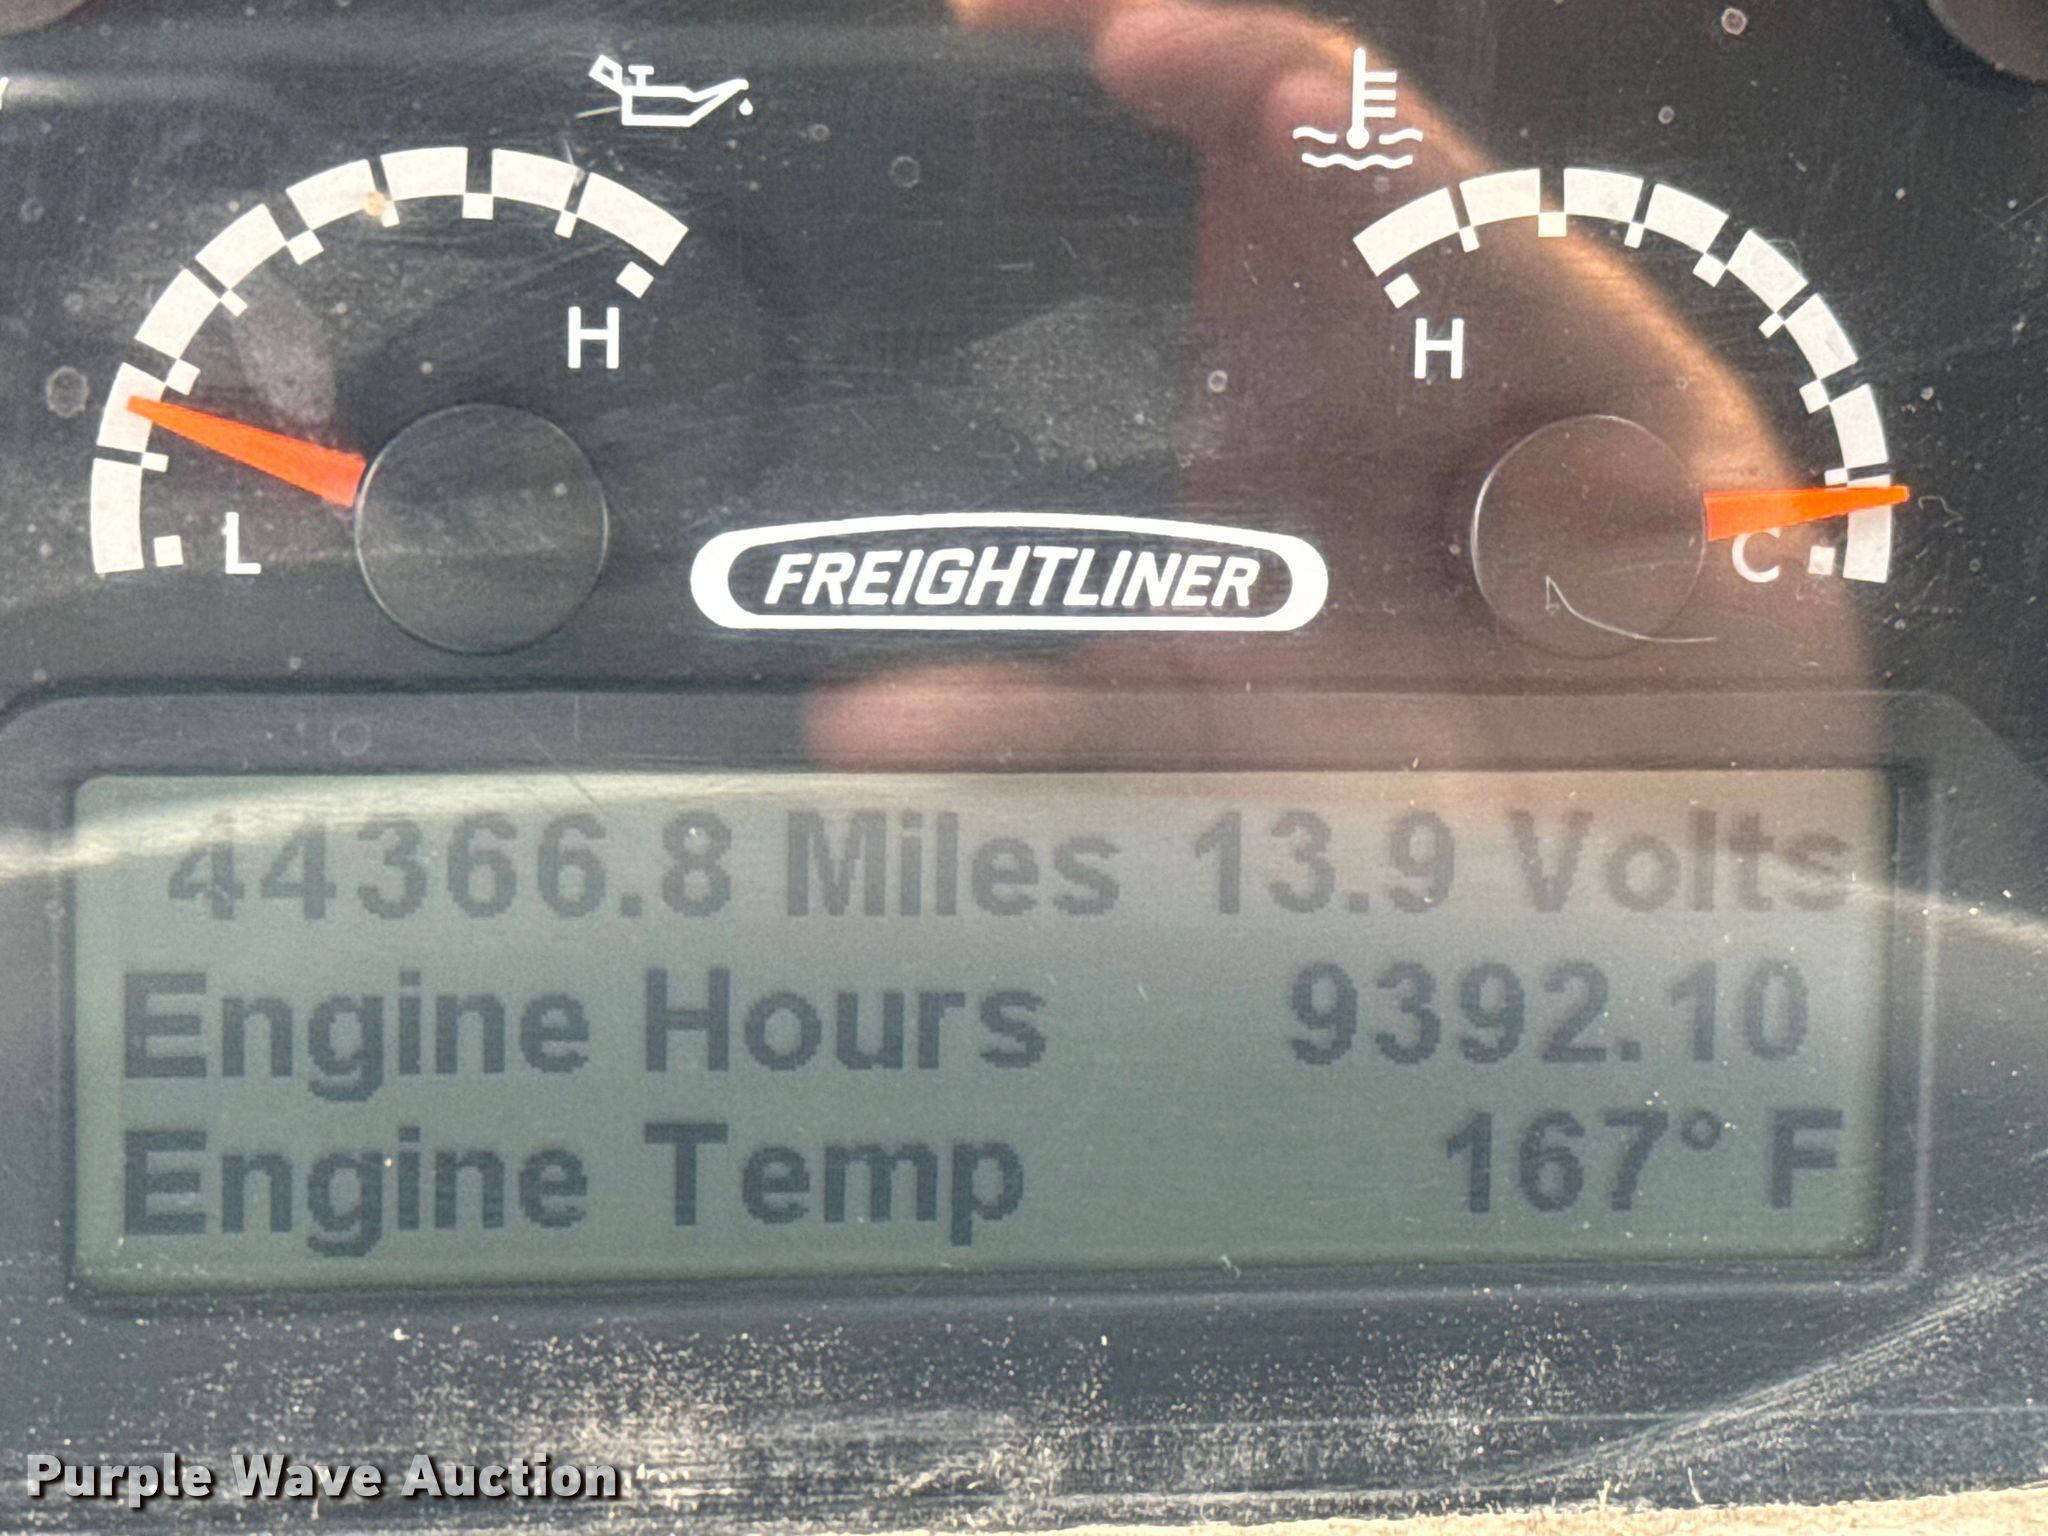 H
H
L
C
FREIGHTLINER
44366.8 Miles 13.9 Volts
Engine Hours 9392.10
Engine Temp 167° F
Purple Wave Auction